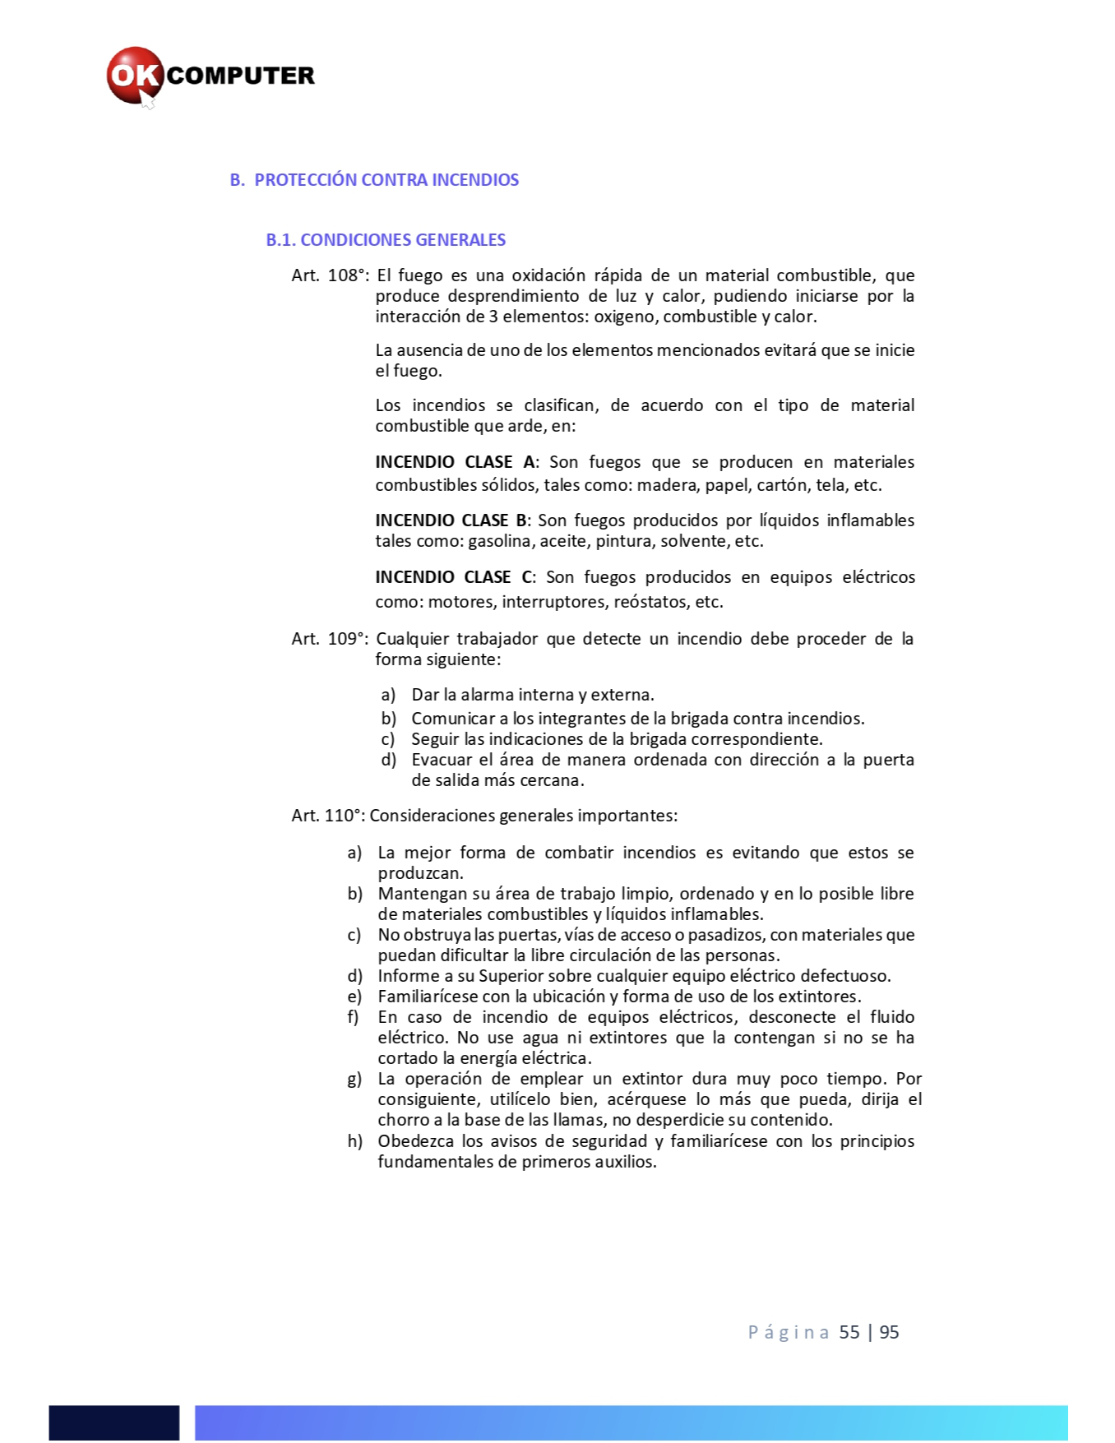 OK COMPUTER
B. PROTECCIÓN CONTRA INCENDIOS
B.1. CONDICIONES GENERALES
Art. 108°: El fuego es una oxidación rápida de un material combustible, que
produce desprendimiento de luz y calor, pudiendo iniciarse por la
interacción de 3 elementos: oxigeno, combustible y calor.
La ausencia de uno de los elementos mencionados evitará que se inicie
el fuego.
Los incendios se clasifican, de acuerdo con el tipo de material
combustible que arde, en:
INCENDIO CLASE A: Son fuegos que se producen en materiales
combustibles sólidos, tales como: madera, papel, cartón, tela, etc.
INCENDIO CLASE B: Son fuegos producidos por líquidos inflamables
tales como: gasolina, aceite, pintura, solvente, etc.
INCENDIO CLASE C: Son fuegos producidos en equipos eléctricos
como: motores, interruptores, reóstatos, etc.
Art. 109°: Cualquier trabajador que detecte un incendio debe proceder de la
forma siguiente:
a) Dar la alarma interna y externa.
b) Comunicar a los integrantes de la brigada contra incendios.
c) Seguir las indicaciones de la brigada correspondiente.
d) Evacuar el área de manera ordenada con dirección a la puerta
de salida más cercana.
Art. 110°: Consideraciones generales importantes:
a) La mejor forma de combatir incendios es evitando que estos se
produzcan.
b) Mantengan su área de trabajo limpio, ordenado y en lo posible libre
de materiales combustibles y líquidos inflamables.
c) No obstruya las puertas, vías de acceso o pasadizos, con materiales que
puedan dificultar la libre circulación de las personas.
d) Informe a su Superior sobre cualquier equipo eléctrico defectuoso.
e) Familiarícese con la ubicación y forma de uso de los extintores.
f) En caso de incendio de equipos eléctricos, desconecte el fluido
eléctrico. No use agua ni extintores que la contengan si no se ha
cortado la energía eléctrica.
g) La operación de emplear un extintor dura muy poco tiempo. Por
consiguiente, utilícelo bien, acérquese lo más que pueda, dirija el
chorro a la base de las llamas, no desperdicie su contenido.
h) Obedezca los avisos de seguridad y familiarícese con los principios
fundamentales de primeros auxilios.
Página 55 | 95